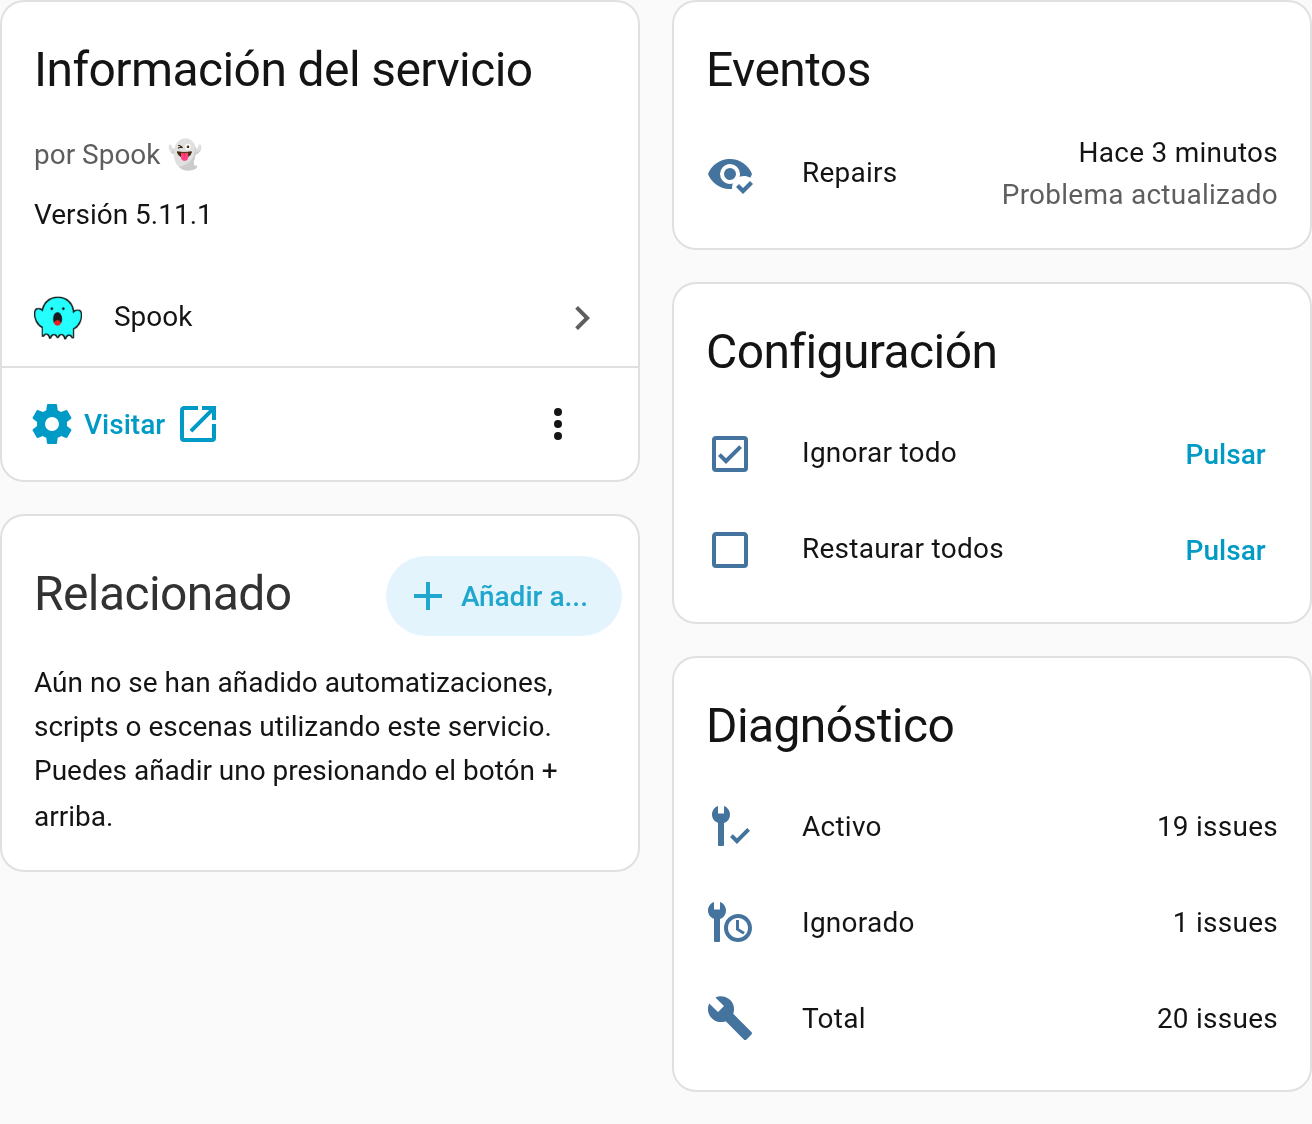 Información del servicio
por Spook 👻
Versión 5.11.1
Spook
Visitar
Relacionado
Añadir a...
Aún no se han añadido automatizaciones,
scripts o escenas utilizando este servicio.
Puedes añadir uno presionando el botón +
arriba.
Eventos
Repairs
Hace 3 minutos
Problema actualizado
Configuración
Ignorar todo Pulsar
Restaurar todos Pulsar
Diagnóstico
Activo 19 issues
Ignorado 1 issues
Total 20 issues